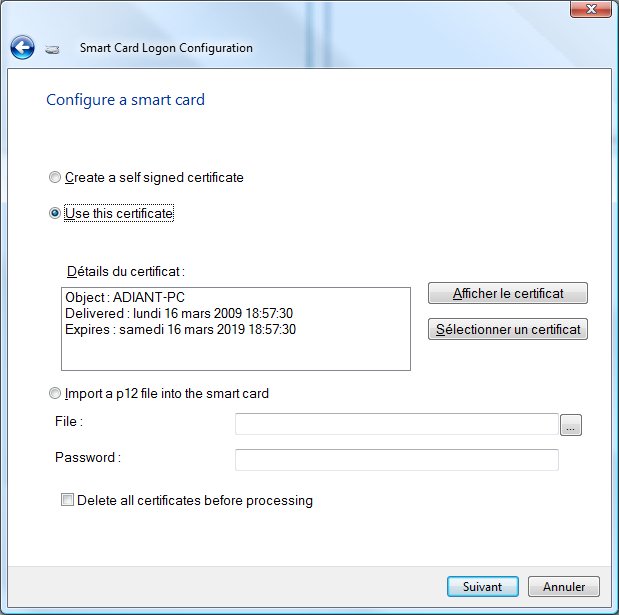 Smart Card Logon Configuration
Configure a smart card
Create a self signed certificate
Use this certificate
Détails du certificat :
Object : ADIANT-PC
Delivered : lundi 16 mars 2009 18:57:30
Expires : samedi 16 mars 2019 18:57:30
Afficher le certificat
Sélectionner un certificat
Import a p12 file into the smart card
File :
...
Password :
Delete all certificates before processing
Suivant
Annuler